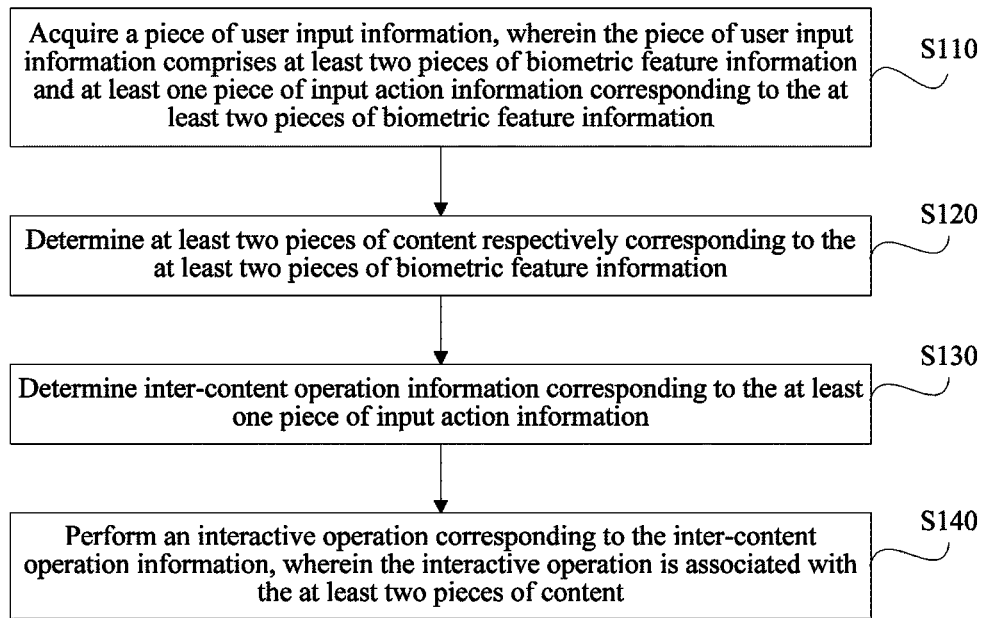 Acquire a piece of user input information, wherein the piece of user input
information comprises at least two pieces of biometric feature information
and at least one piece of input action information corresponding to the at
least two pieces of biometric feature information
S110
Determine at least two pieces of content respectively corresponding to the
at least two pieces of biometric feature information
S120
Determine inter-content operation information corresponding to the at least
one piece of input action information
S130
Perform an interactive operation corresponding to the inter-content
operation information, wherein the interactive operation is associated with
the at least two pieces of content
S140